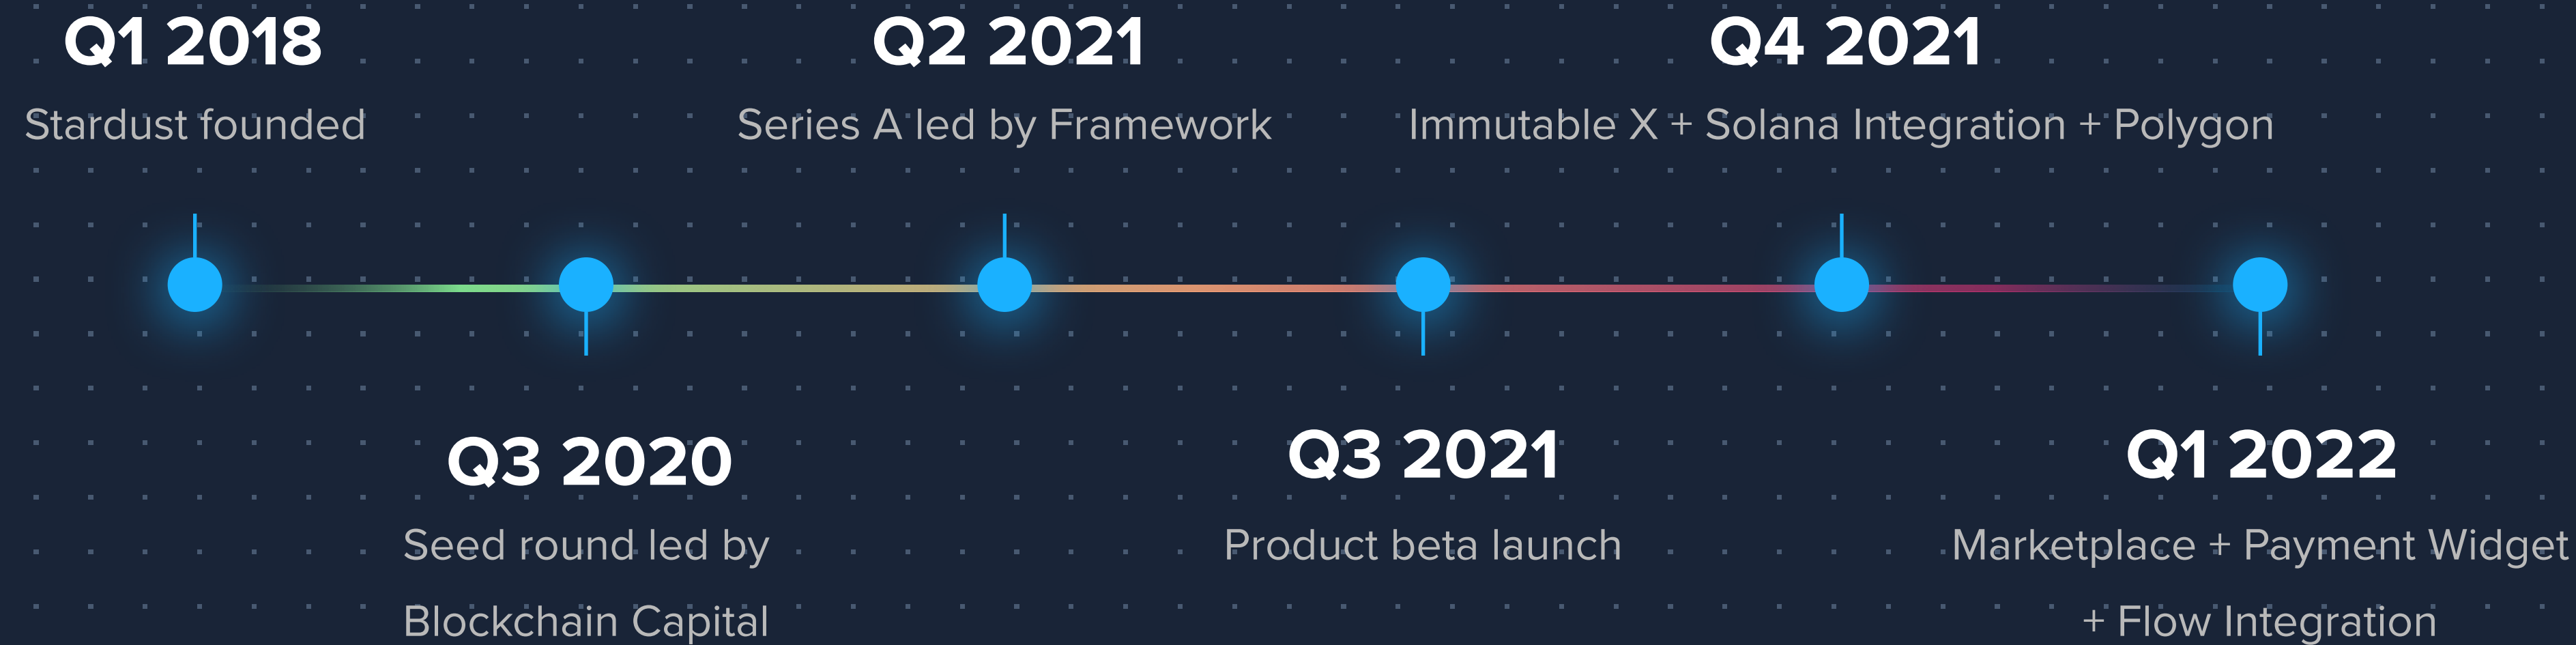 Q1 2018
Stardust founded
Q2 2021
Series A led by Framework
Q4 2021
Immutable X + Solana Integration + Polygon
Q3 2020
Seed round led by
Blockchain Capital
Q3 2021
Product beta launch
Q1 2022
Marketplace + Payment Widget
+ Flow Integration